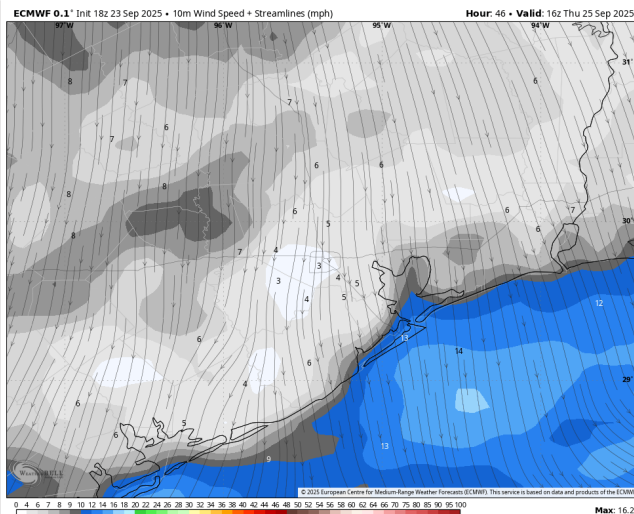 ECMWF 0.1° Init 18z 23 Sep 2025 • 10m Wind Speed + Streamlines (mph) Hour: 46 • Valid: 16z Thu 25 Sep 2025
97°W 96°W 95°W 94°W
31°
8 7 6
7
7 6
6 6
8 8
6 6 7
5 6 30°
8
7 4
3 4
3 5
4 5
12
6 13
14
6
4 29°
6
5
6
13
9
WeatherBELL
© 2025 European Centre for Medium-Range Weather Forecasts (ECMWF). This service is based on data and products of the ECMW
0 4 6 7 8 9 10 12 14 16 18 20 22 24 26 28 30 32 34 36 38 40 42 44 46 48 50 52 54 56 58 60 62 64 66 68 70 75 80 85 90 95 100
Max: 16.2